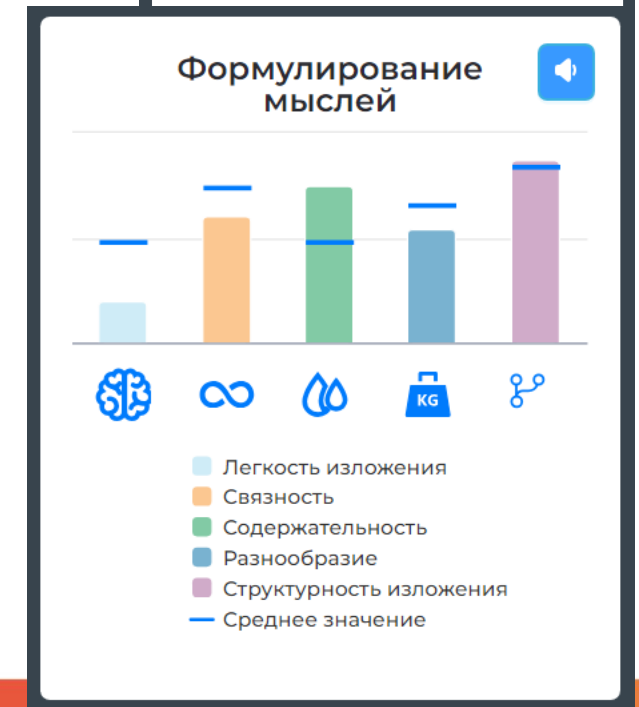 Формулирование
мыслей
KG
Легкость изложения
Связность
Содержательность
Разнообразие
Структурность изложения
Среднее значение